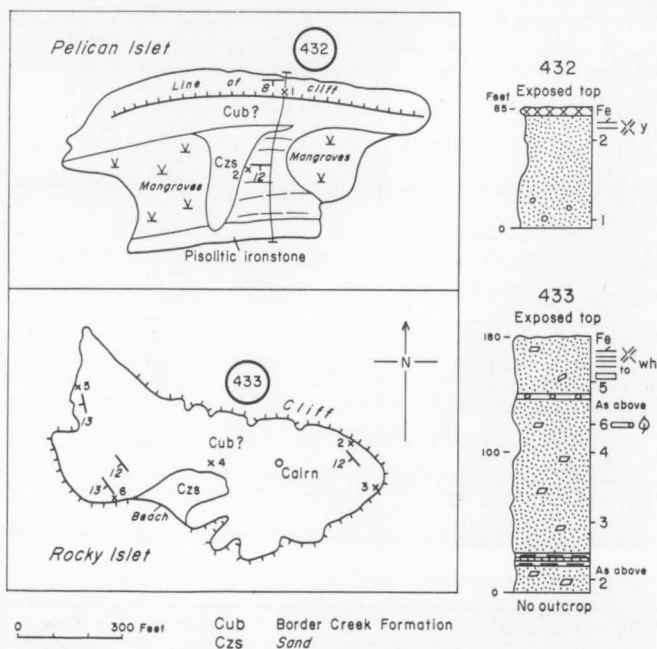 Pelican Islet
432
Line of cliff
8
1
Cub?
Czs
2
12
Mangroves
Mangroves
Pisolitic ironstone
432
Exposed top
Feet
85
Fe
y
2
1
0
433
Cliff
N
5
13
Cub?
2
12
4
Cairn
12
13
6
Czs
3
Beach
Rocky Islet
433
Exposed top
180
Fe
wh
to
5
As above
6
100
4
3
As above
2
0
No outcrop
0 300 Feet
Cub Border Creek Formation
Czs Sand